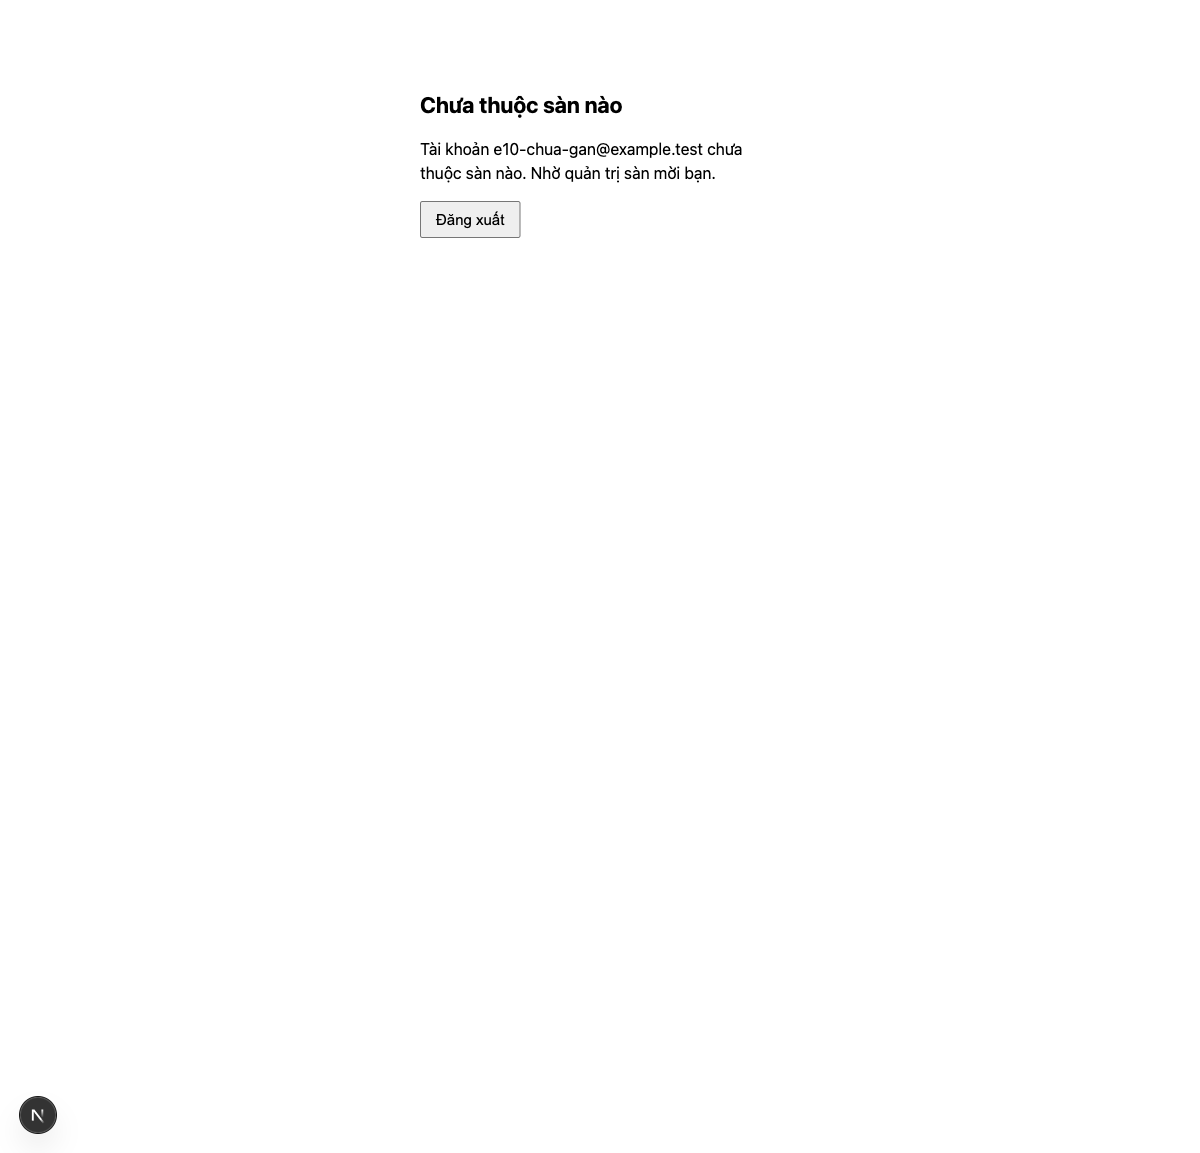 Chưa thuộc sàn nào
Tài khoản e10-chua-gan@example.test chưa
thuộc sàn nào. Nhờ quản trị sàn mời bạn.
Đăng xuất
N